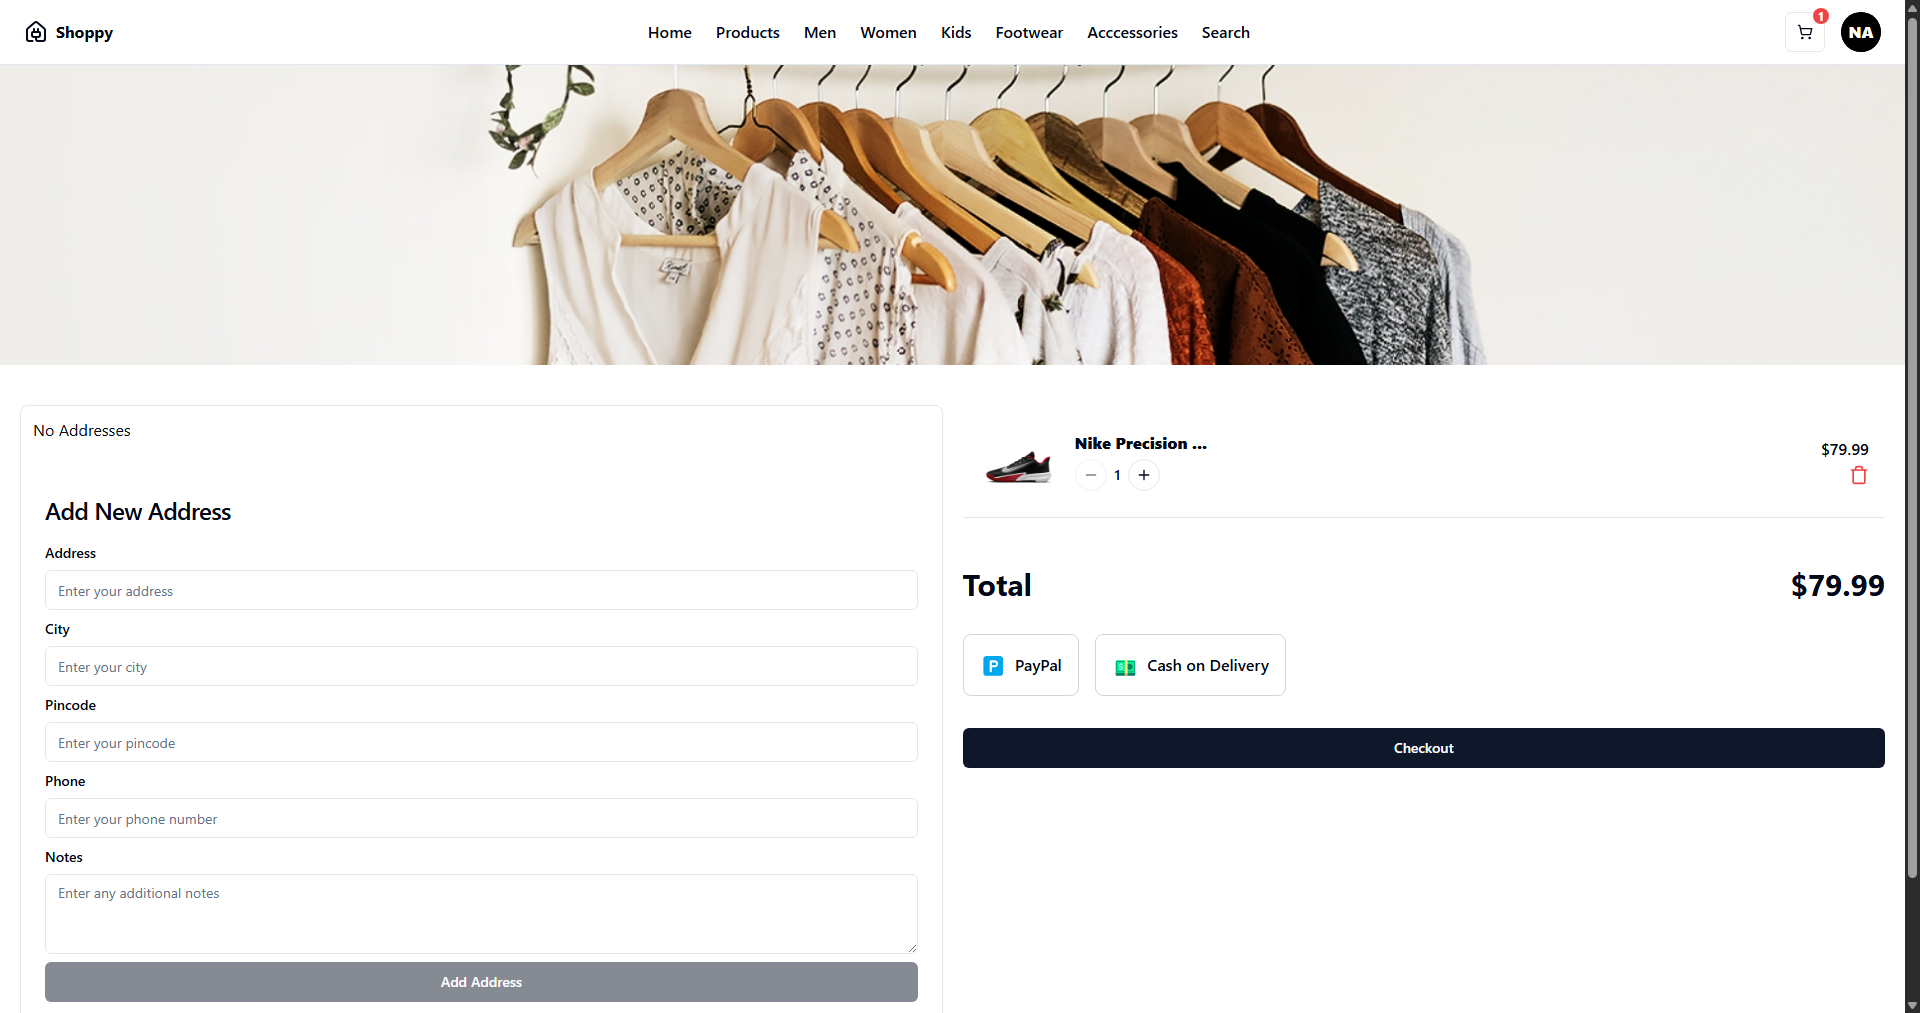 Shoppy
Home Products Men Women Kids Footwear Acccessories Search
1
NA
No Addresses
Add New Address
Address
Enter your address
City
Enter your city
Pincode
Enter your pincode
Phone
Enter your phone number
Notes
Enter any additional notes
Add Address
Nike Precision ...
1
$79.99
Total $79.99
PayPal
Cash on Delivery
Checkout